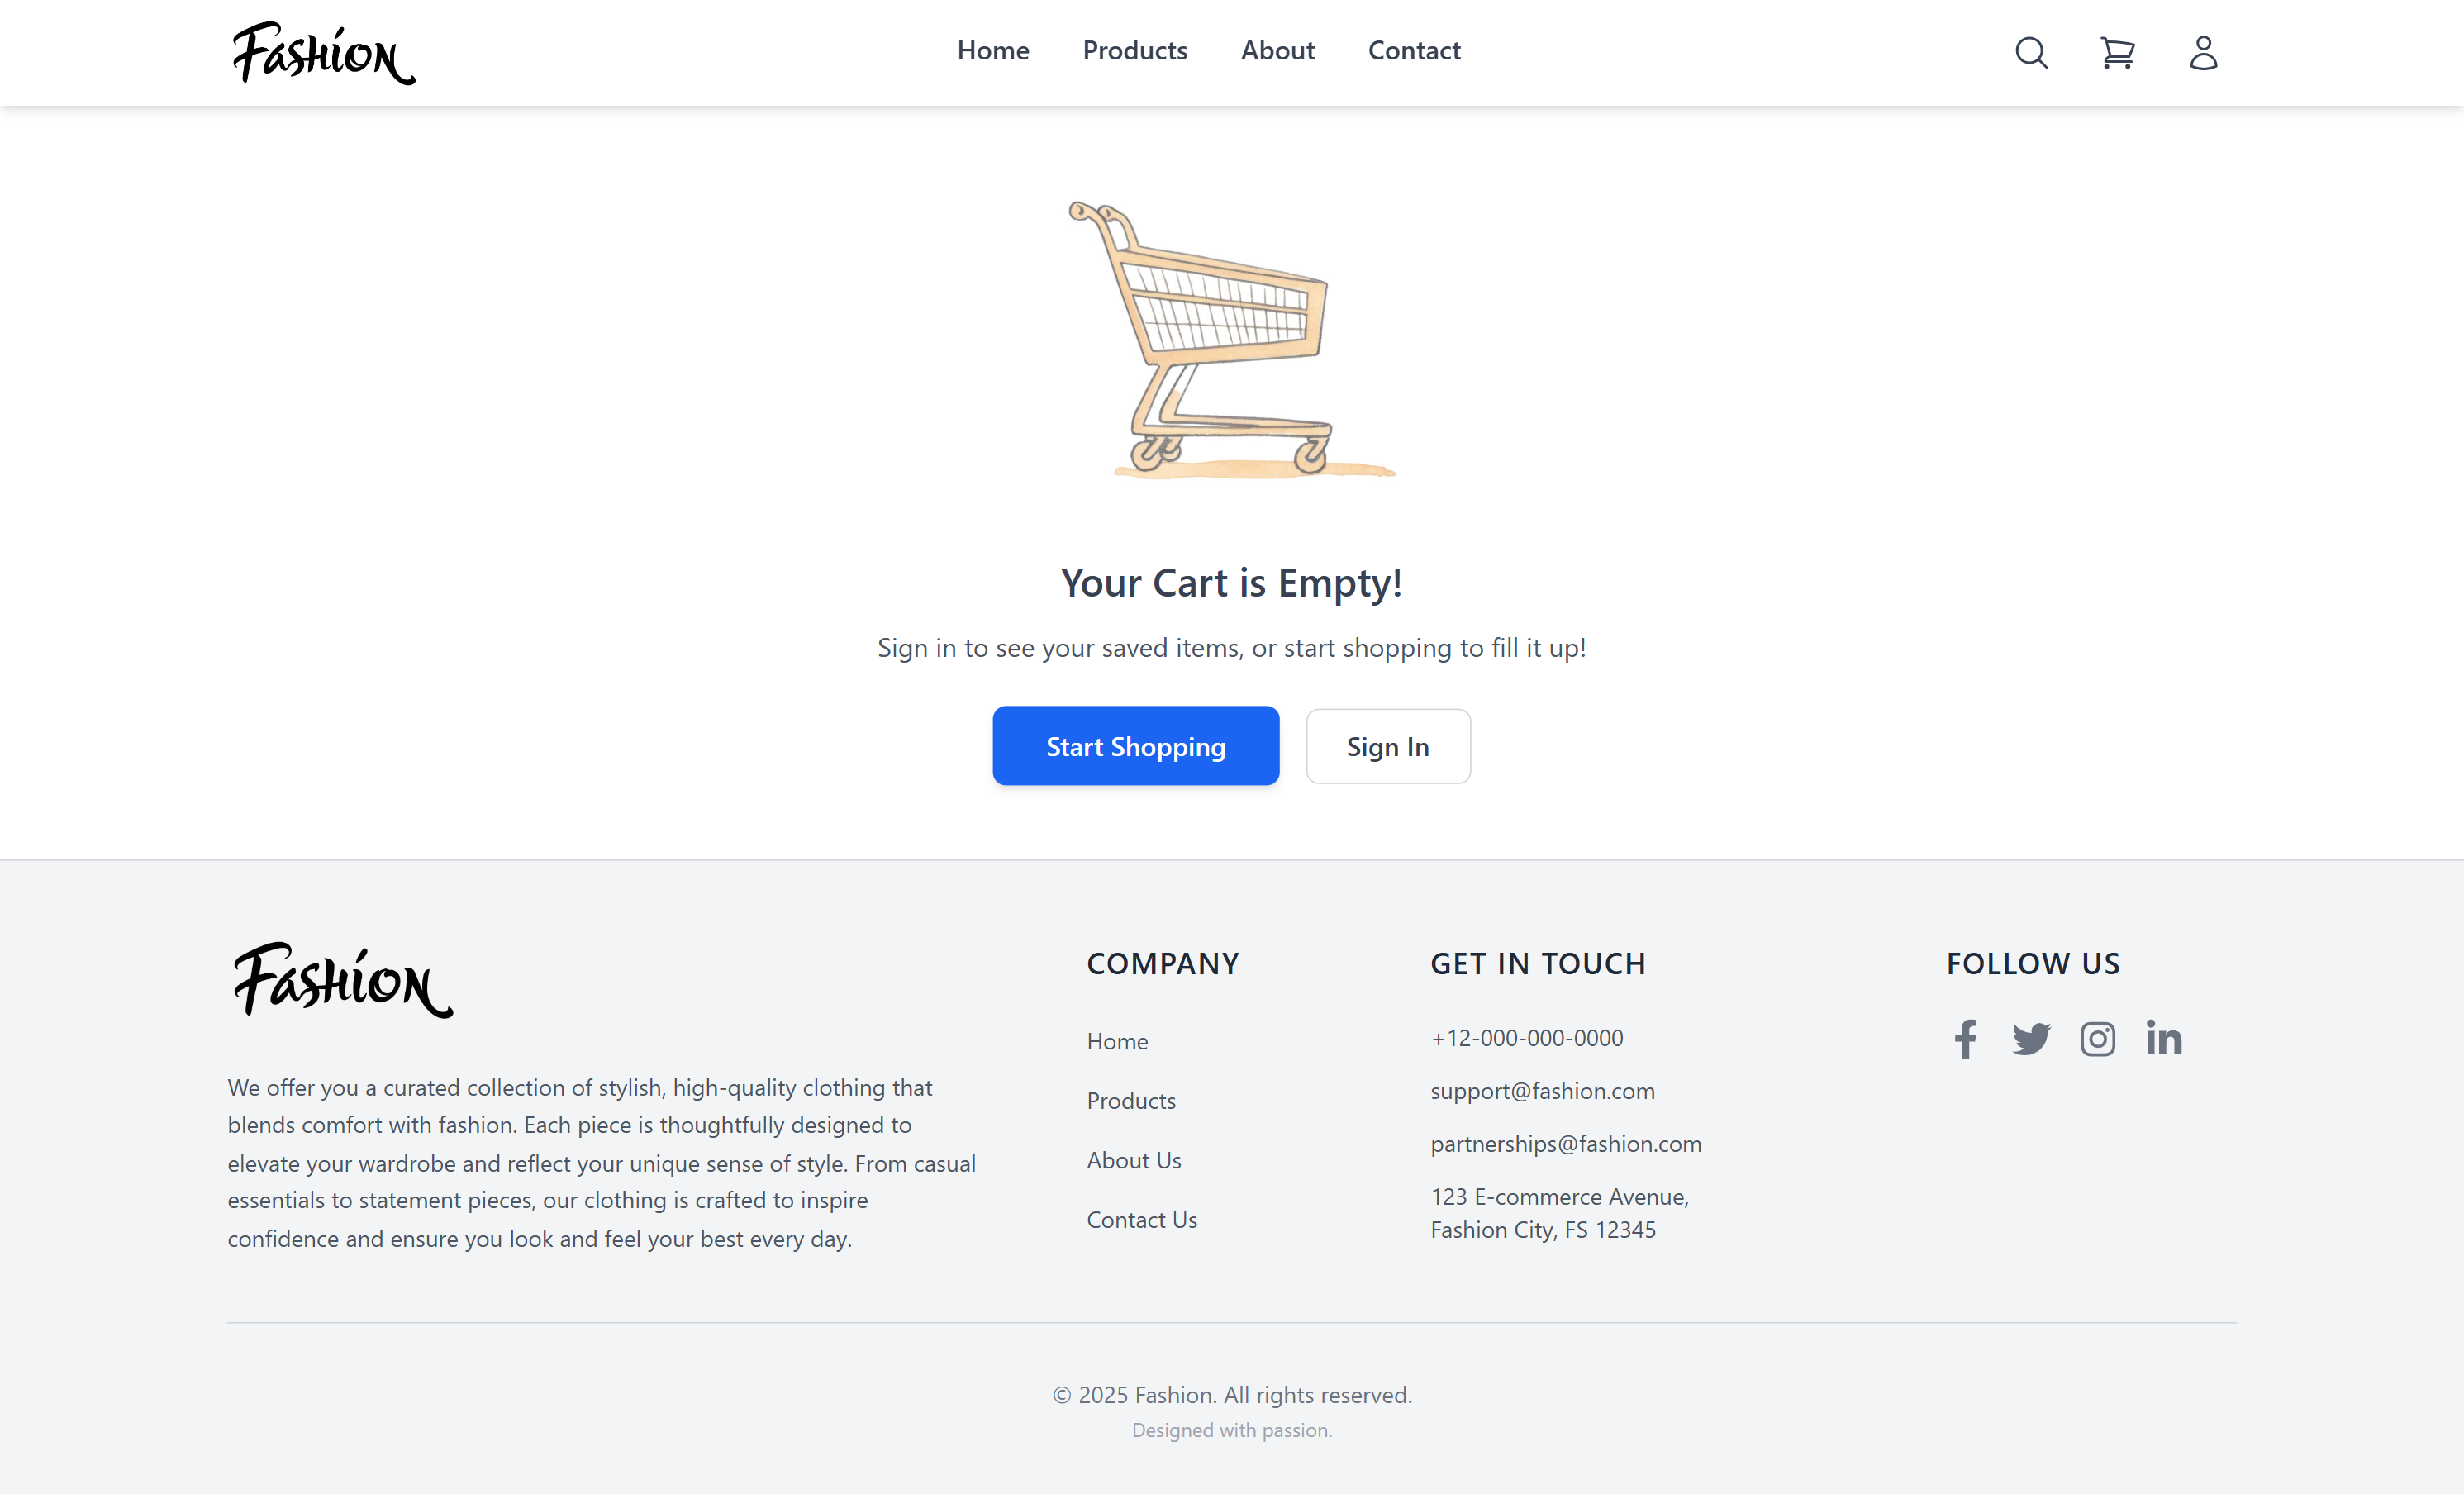 Fashion
Home
Products
About
Contact
Your Cart is Empty!
Sign in to see your saved items, or start shopping to fill it up!
Start Shopping
Sign In
Fashion
We offer you a curated collection of stylish, high-quality clothing that
blends comfort with fashion. Each piece is thoughtfully designed to
elevate your wardrobe and reflect your unique sense of style. From casual
essentials to statement pieces, our clothing is crafted to inspire
confidence and ensure you look and feel your best every day.
COMPANY
Home
Products
About Us
Contact Us
GET IN TOUCH
+12-000-000-0000
support@fashion.com
partnerships@fashion.com
123 E-commerce Avenue,
Fashion City, FS 12345
FOLLOW US
© 2025 Fashion. All rights reserved.
Designed with passion.